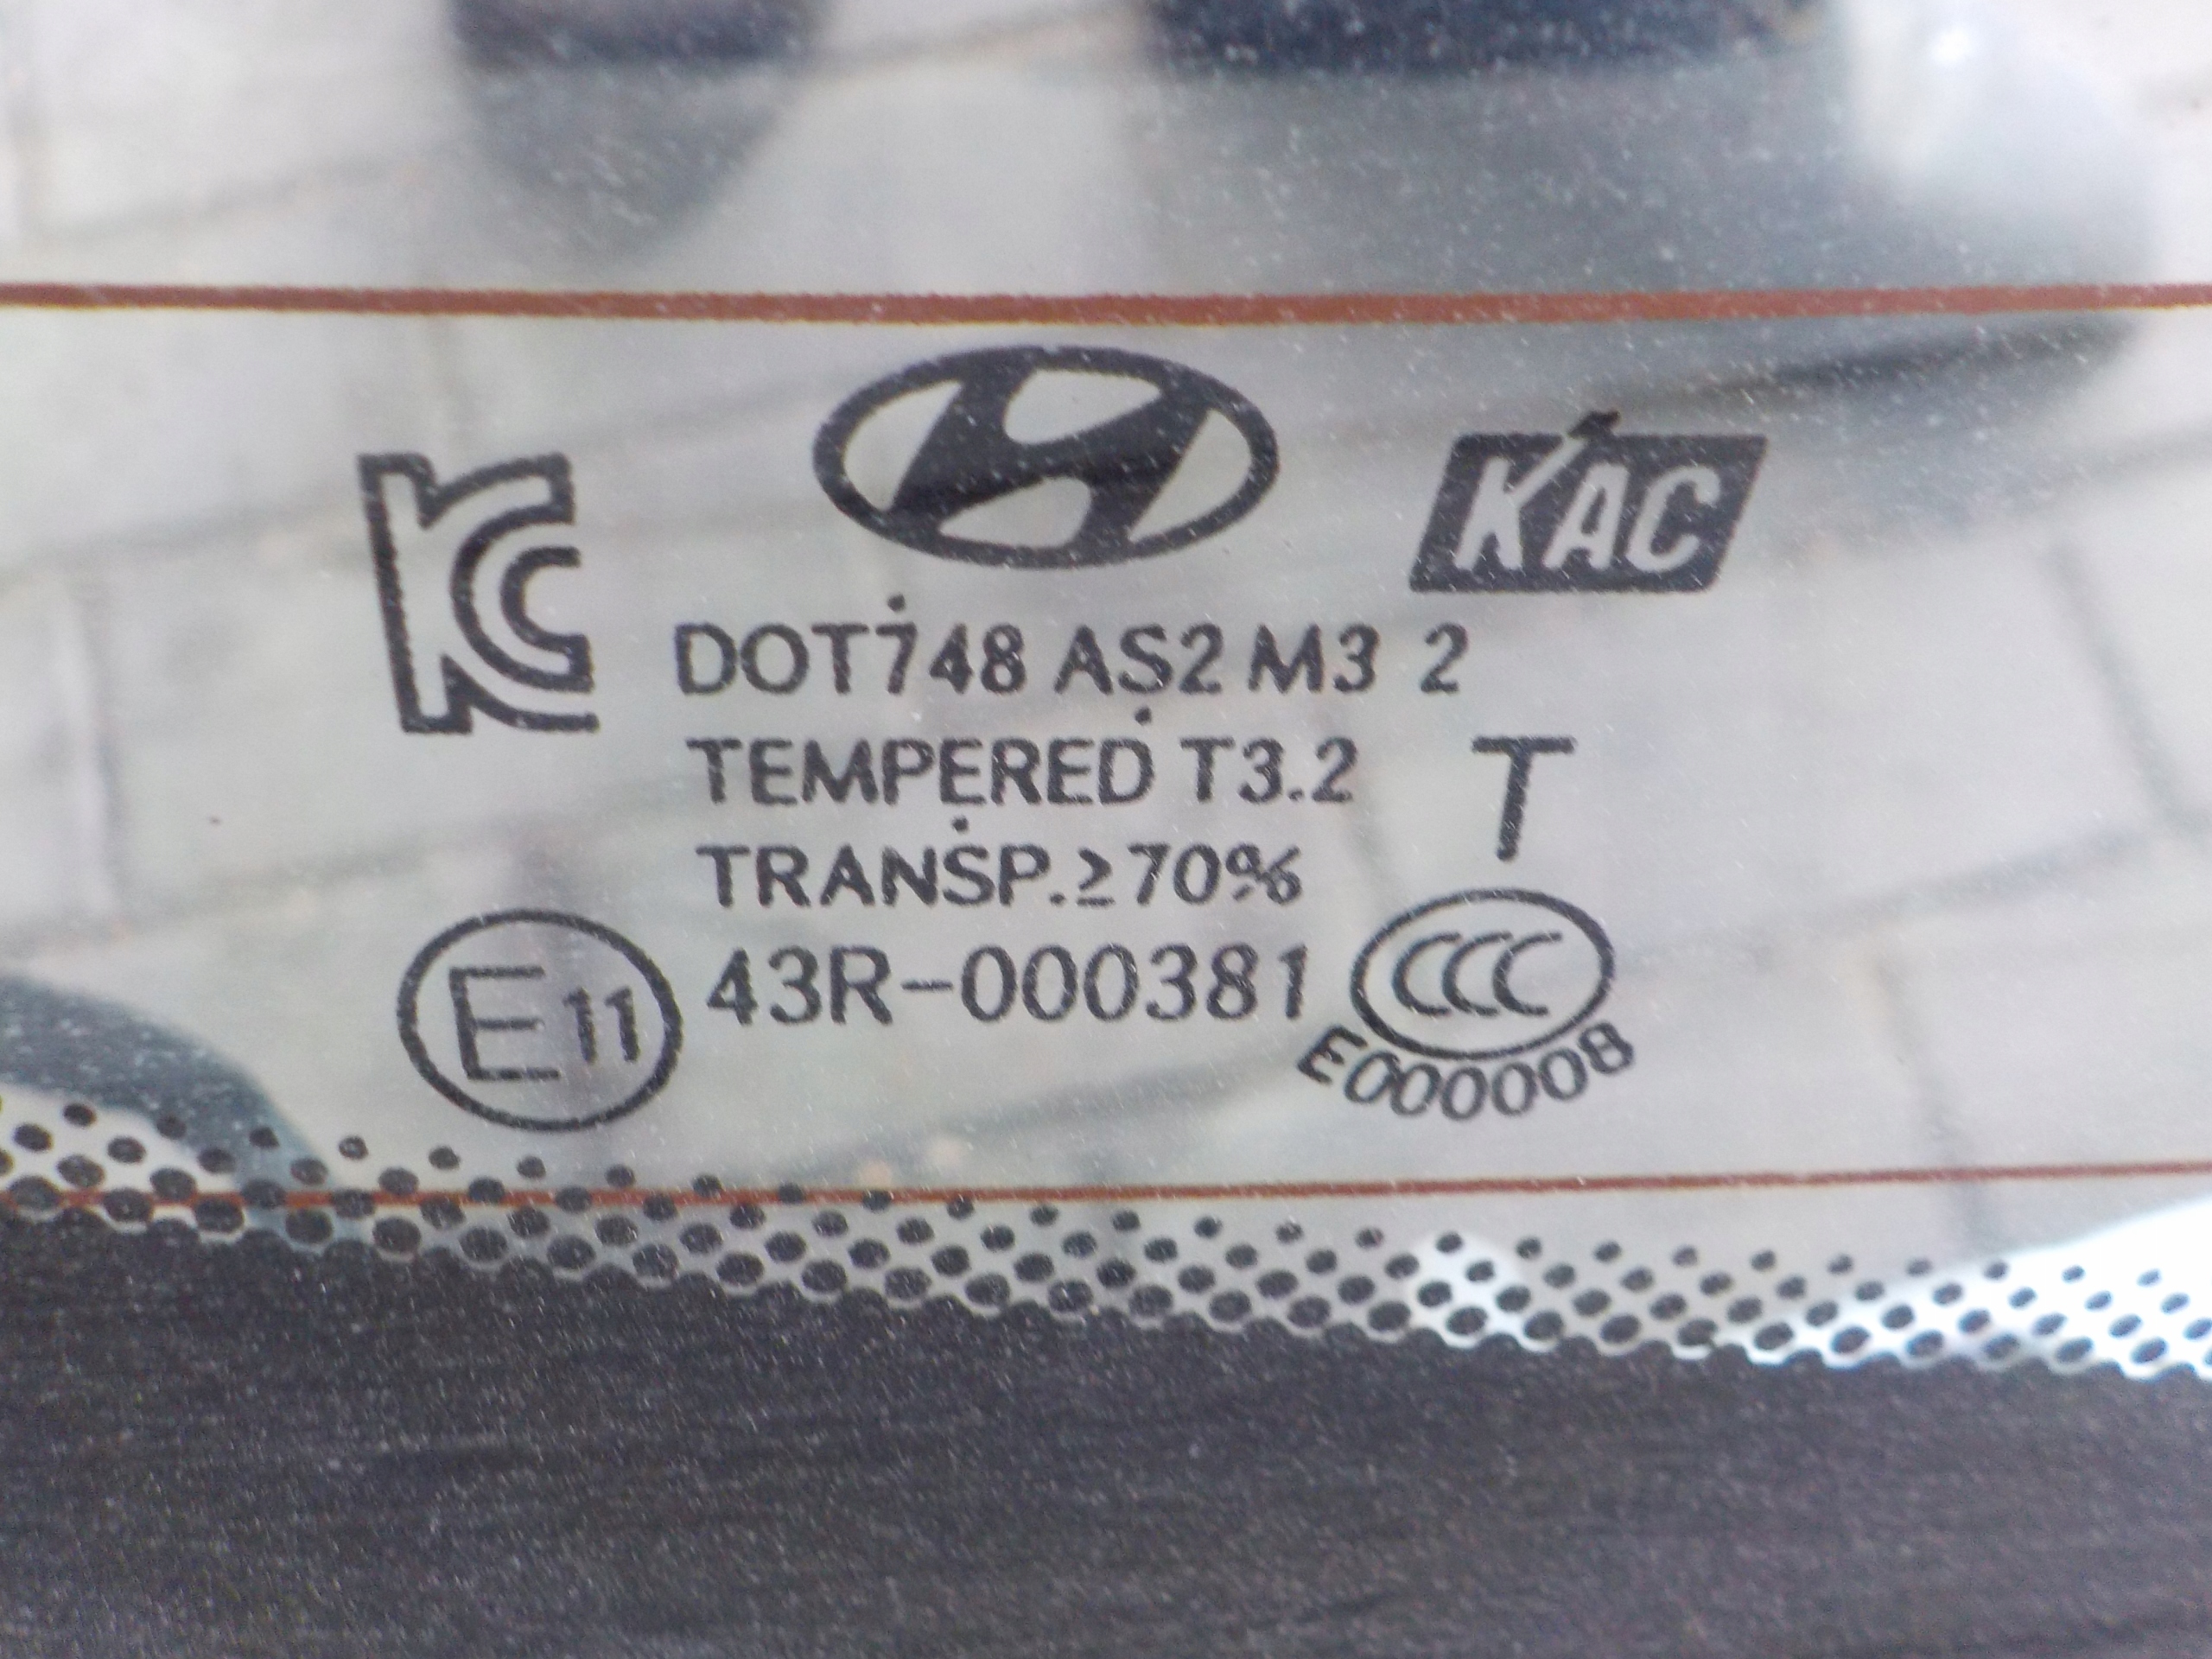 KC
KAC
DOT748 AS2 M3 2
TEMPERED T3.2
T
TRANSP.≥70%
E11
43R-000381
CCC
E000008